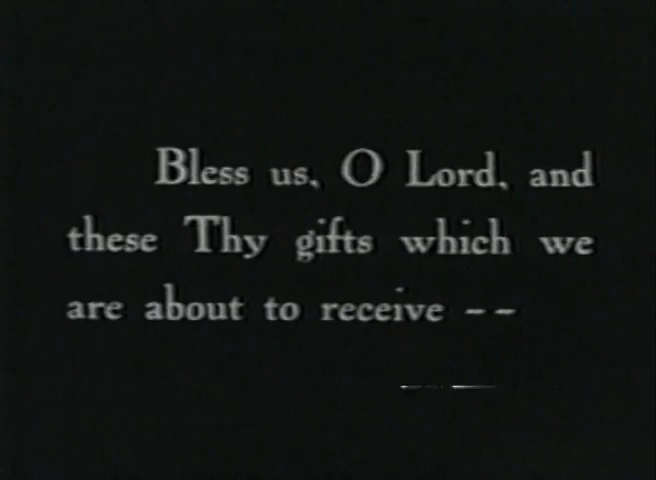 Bless us, O Lord, and
these Thy gifts which we
are about to receive --